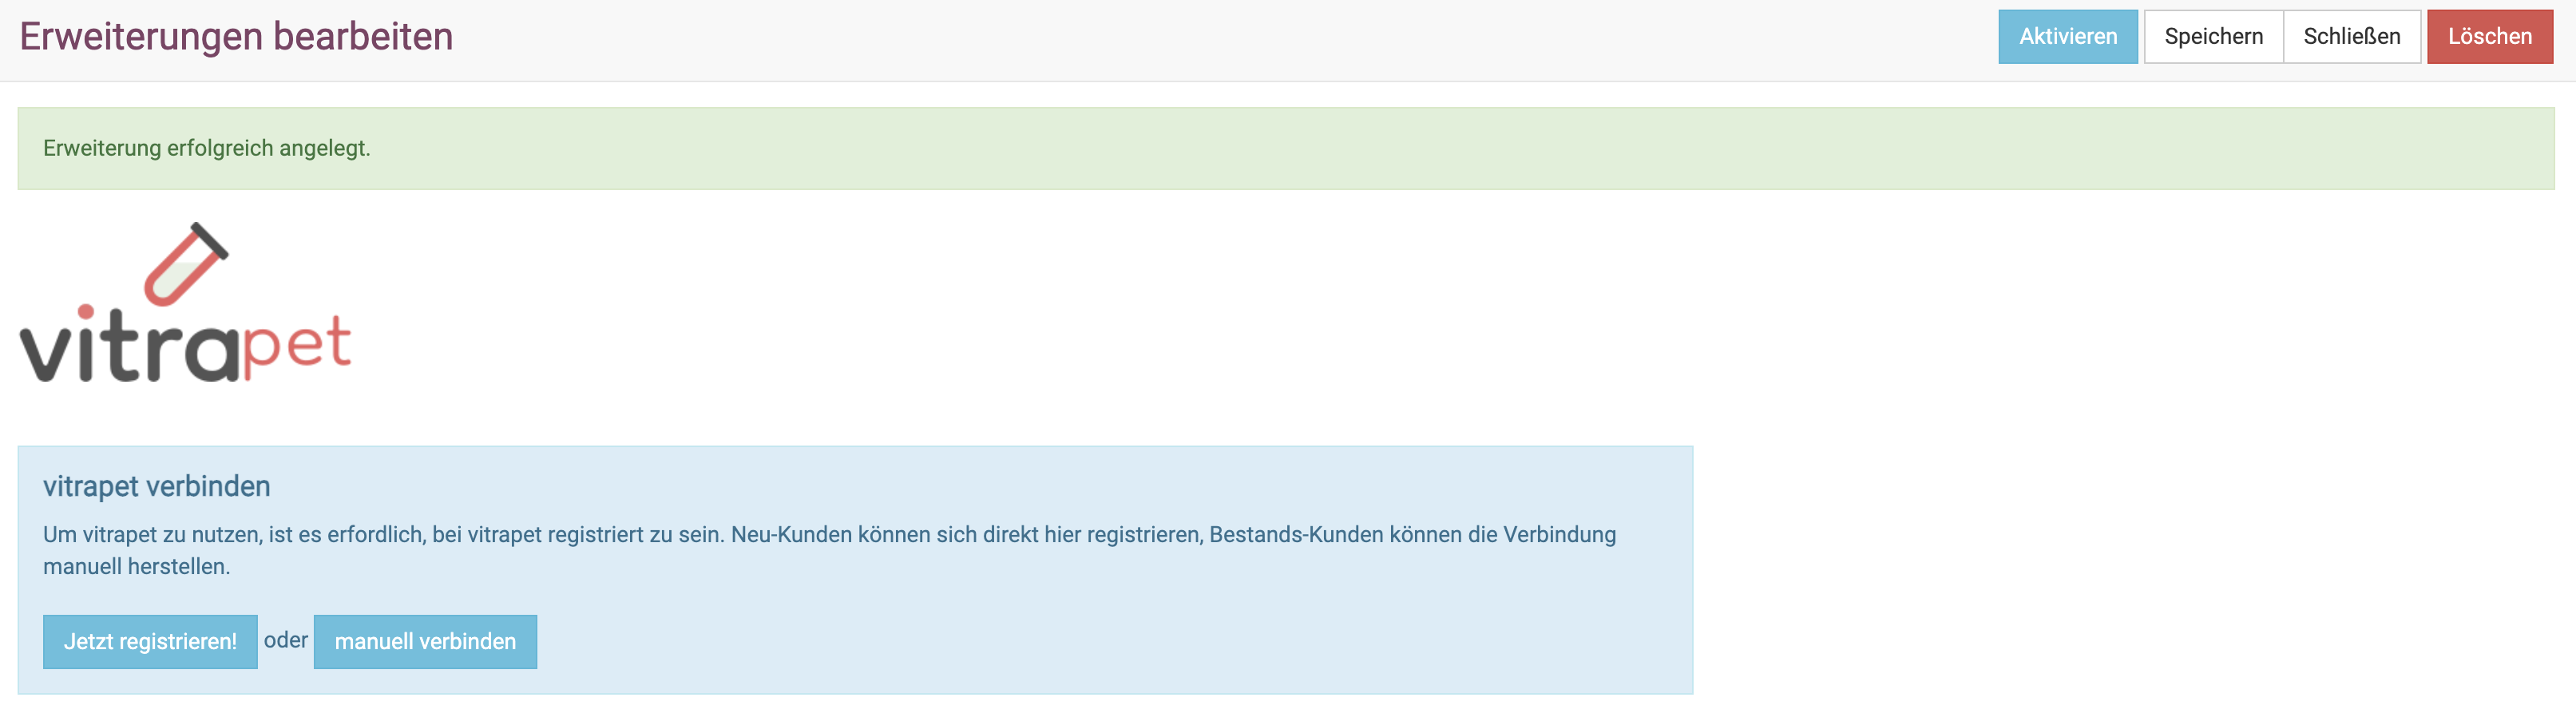 Erweiterungen bearbeiten
Aktivieren
Speichern
Schließen
Löschen
Erweiterung erfolgreich angelegt.
vitrapet
vitrapet verbinden
Um vitrapet zu nutzen, ist es erfordlich, bei vitrapet registriert zu sein. Neu-Kunden können sich direkt hier registrieren, Bestands-Kunden können die Verbindung
manuell herstellen.
Jetzt registrieren! oder manuell verbinden